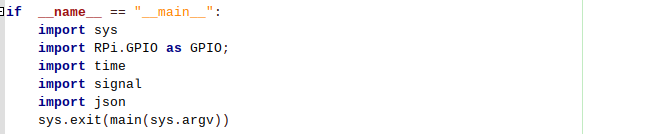 if __name__ == "__main__":
    import sys
    import RPi.GPIO as GPIO;
    import time
    import signal
    import json
    sys.exit(main(sys.argv))